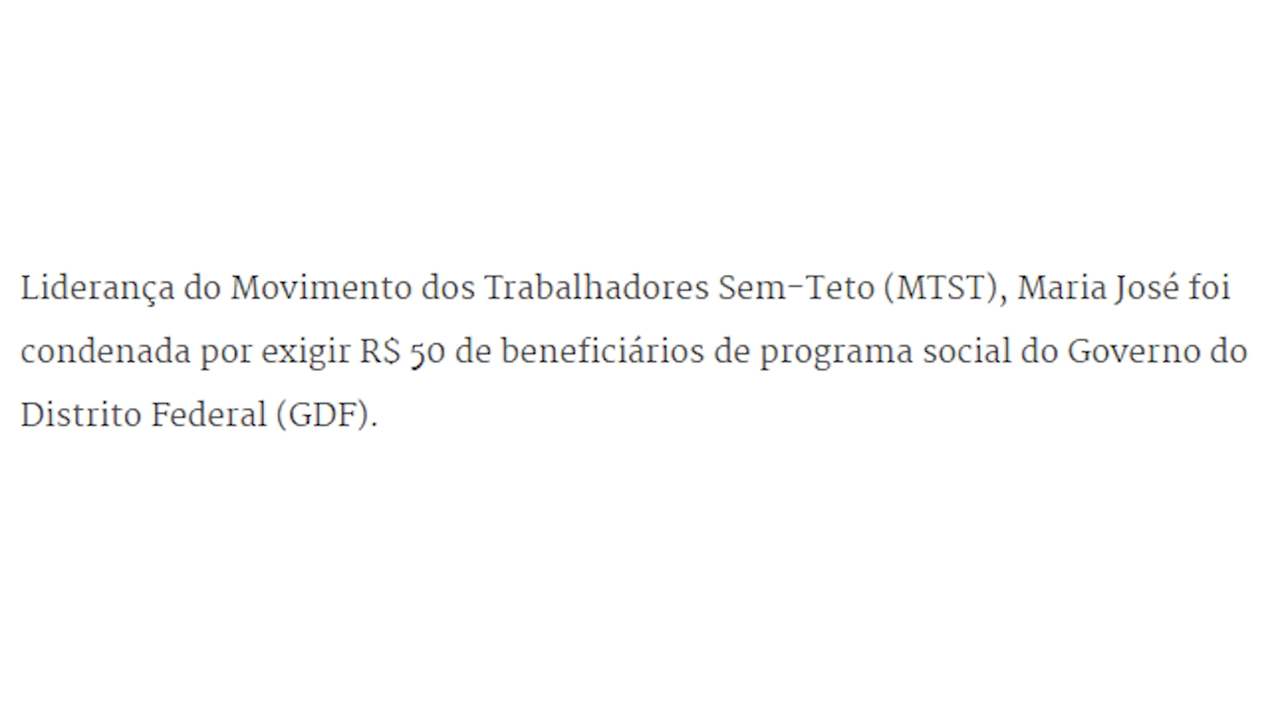 Liderança do Movimento dos Trabalhadores Sem-Teto (MTST), Maria José foi
condenada por exigir R$ 50 de beneficiários de programa social do Governo do
Distrito Federal (GDF).